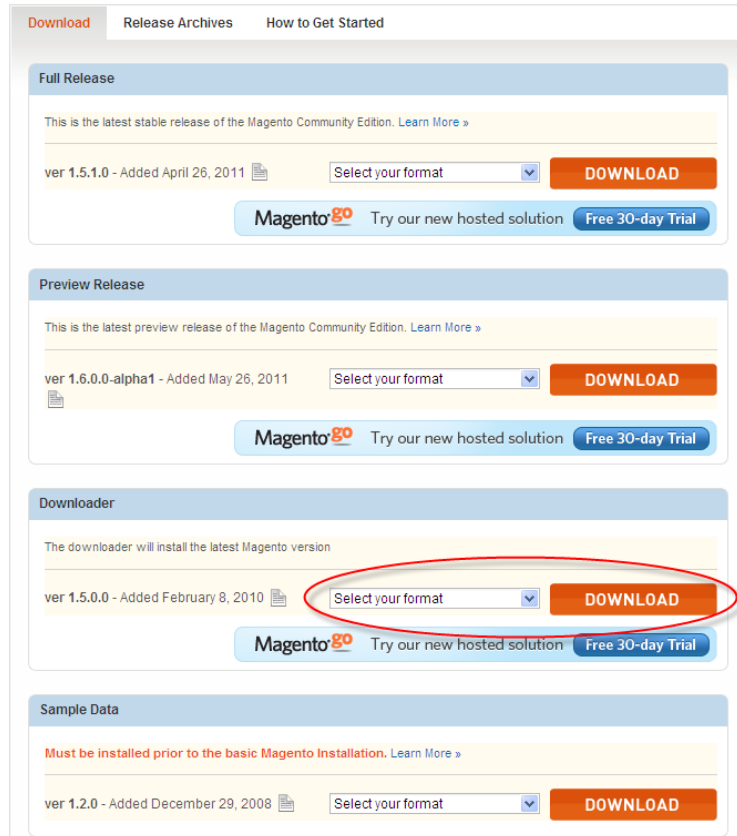 Download Release Archives How to Get Started
Full Release
This is the latest stable release of the Magento Community Edition. Learn More »
ver 1.5.1.0 - Added April 26, 2011 Select your format DOWNLOAD
Magento go Try our new hosted solution Free 30-day Trial
Preview Release
This is the latest preview release of the Magento Community Edition. Learn More »
ver 1.6.0.0-alpha1 - Added May 26, 2011 Select your format DOWNLOAD
Magento go Try our new hosted solution Free 30-day Trial
Downloader
The downloader will install the latest Magento version
ver 1.5.0.0 - Added February 8, 2010 Select your format DOWNLOAD
Magento go Try our new hosted solution Free 30-day Trial
Sample Data
Must be installed prior to the basic Magento Installation. Learn More »
ver 1.2.0 - Added December 29, 2008 Select your format DOWNLOAD